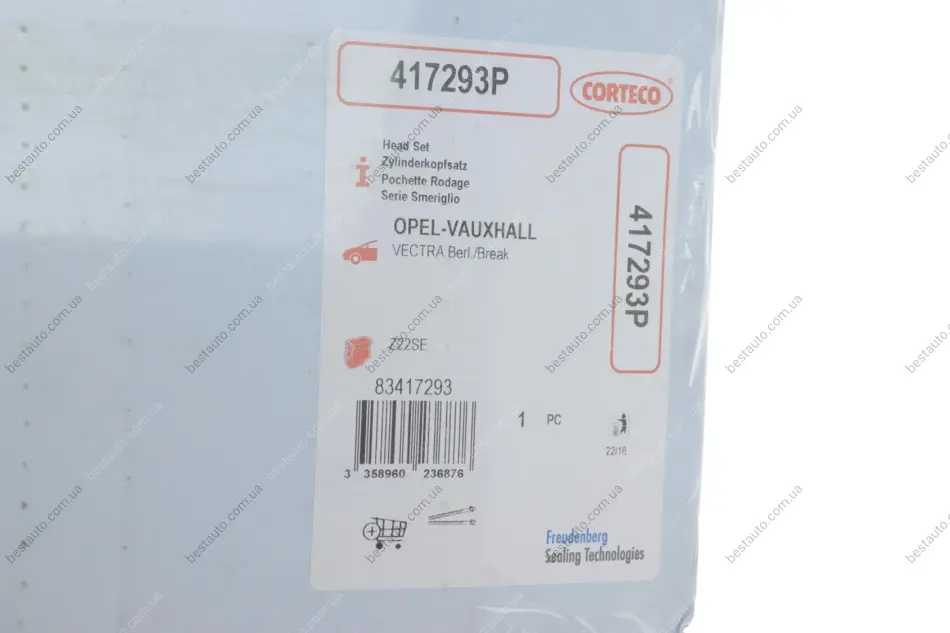 417293P
CORTECO
Head Set
Zylinderkopfsatz
Pochette Rodage
Serie Smeriglio
OPEL-VAUXHALL
VECTRA Berl./Break
417293P
Z22SE
83417293
1 PC
22/16
3 358960 236876
Freudenberg
Sealing Technologies
bestauto.com.ua